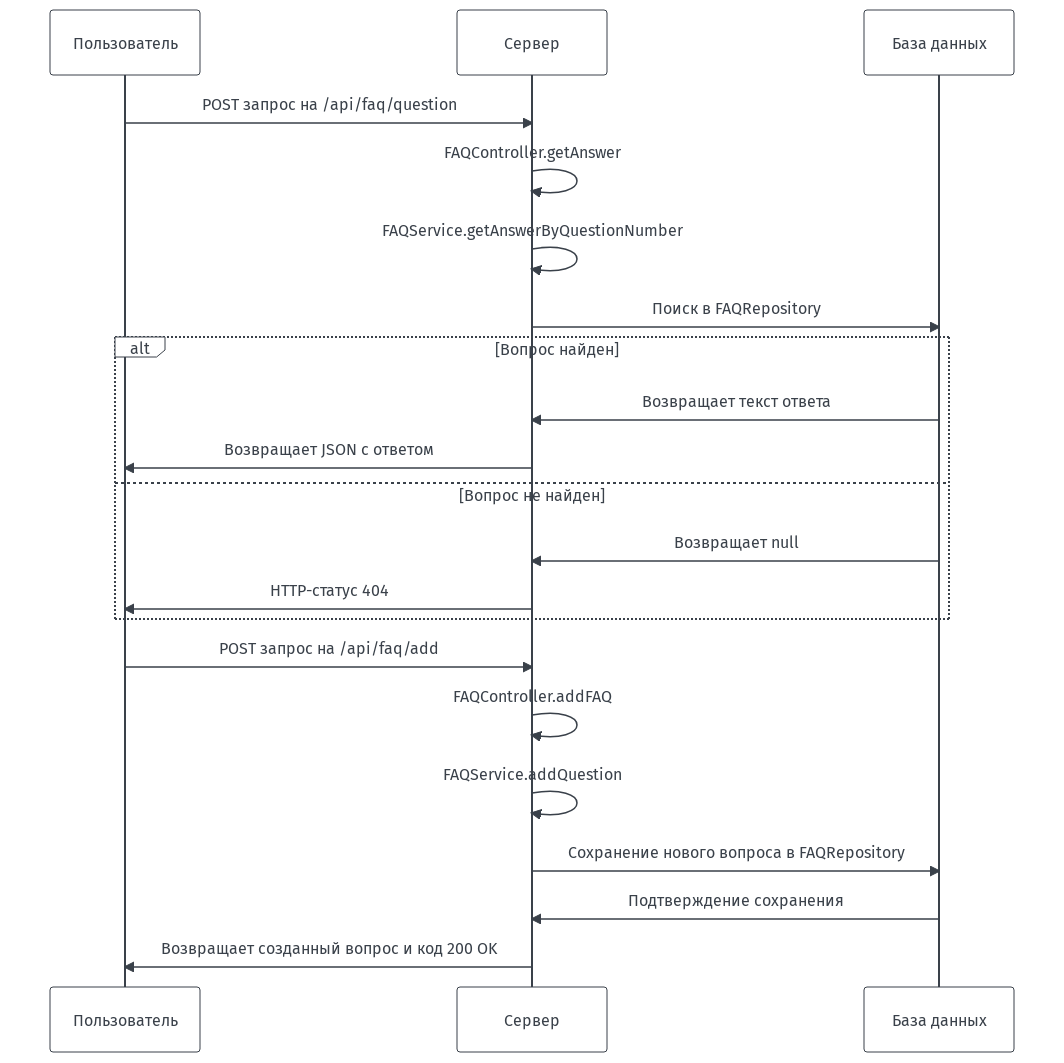 Пользователь
Сервер
База данных
POST запрос на /api/faq/question
FAQController.getAnswer
FAQService.getAnswerByQuestionNumber
Поиск в FAQRepository
alt
[Вопрос найден]
Возвращает текст ответа
Возвращает JSON с ответом
[Вопрос не найден]
Возвращает null
HTTP-статус 404
POST запрос на /api/faq/add
FAQController.addFAQ
FAQService.addQuestion
Сохранение нового вопроса в FAQRepository
Подтверждение сохранения
Возвращает созданный вопрос и код 200 OK
Пользователь
Сервер
База данных